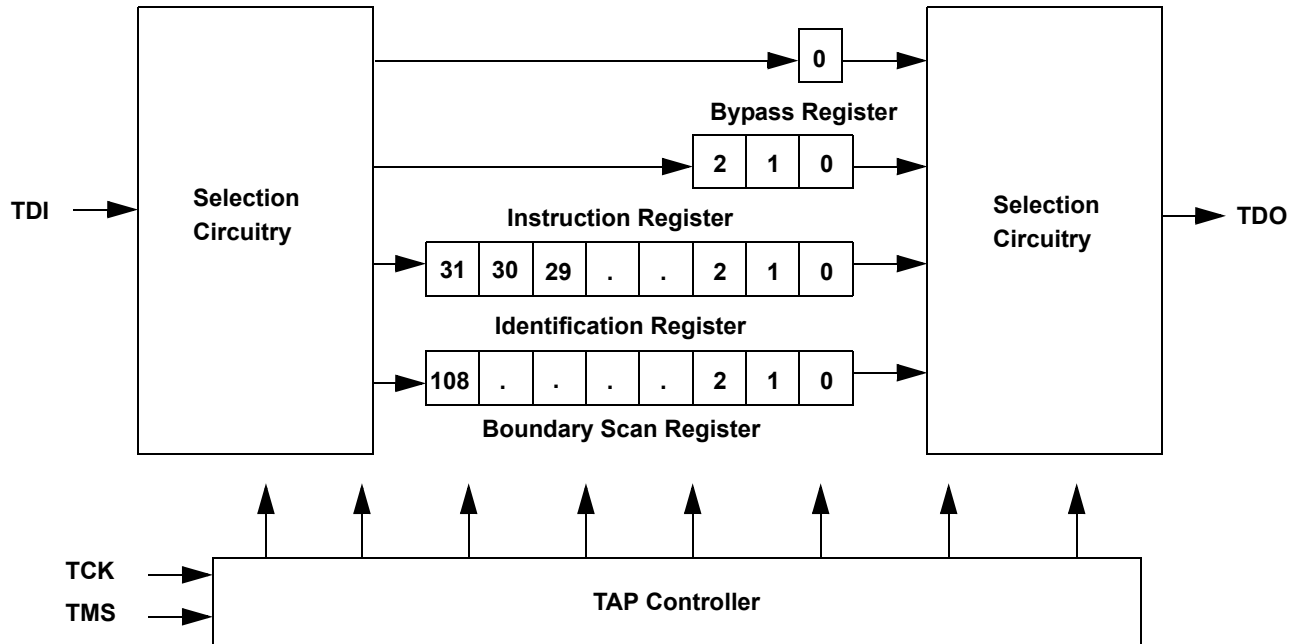 0
Bypass Register
2 1 0
TDI
Selection
Circuitry
Instruction Register
Selection
Circuitry
TDO
31 30 29 . . 2 1 0
Identification Register
108 . . . . 2 1 0
Boundary Scan Register
TCK
TMS
TAP Controller